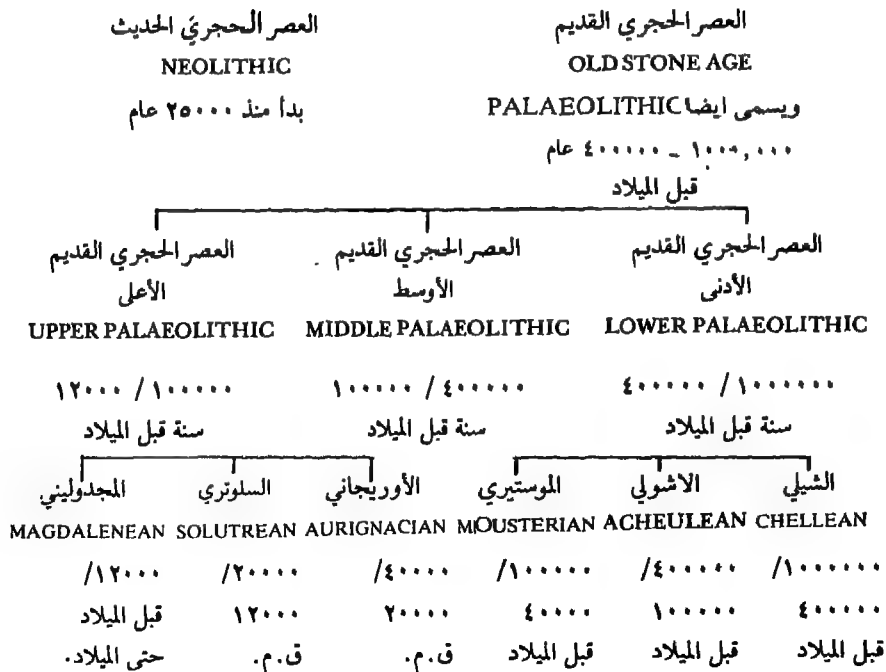 العصر الحجري القديم العصر الحجري الحديث
OLD STONE AGE NEOLITHIC
ويسمى ايضا PALAEOLITHIC بدأ منذ ٢٥٠٠٠ عام
١٠٠٠,٠٠٠ - ٤٠٠٠٠٠ عام
قبل الميلاد
العصر الحجري القديم العصر الحجري القديم العصر الحجري القديم
الأدنى الأوسط الأعلى
LOWER PALAEOLITHIC MIDDLE PALAEOLITHIC UPPER PALAEOLITHIC
١٠٠٠٠٠٠ / ٤٠٠٠٠٠ ٤٠٠٠٠٠ / ١٠٠٠٠٠ ١٠٠٠٠٠ / ١٢٠٠٠
سنة قبل الميلاد سنة قبل الميلاد سنة قبل الميلاد
الشيلي الاشولي الموستيري الأوريجاني السلوتري المجدوليني
CHELLEAN ACHEULEAN MOUSTERIAN AURIGNACIAN SOLUTREAN MAGDALENEAN
١٠٠٠٠٠٠/ ٤٠٠٠٠٠/ ١٠٠٠٠٠/ ٤٠٠٠٠/ ٢٠٠٠٠/ ١٢٠٠٠/
٤٠٠٠٠٠ ١٠٠٠٠٠ ٤٠٠٠٠ ٢٠٠٠٠ ١٢٠٠٠ قبل الميلاد
قبل الميلاد قبل الميلاد قبل الميلاد ق.م. ق.م. حتى الميلاد.